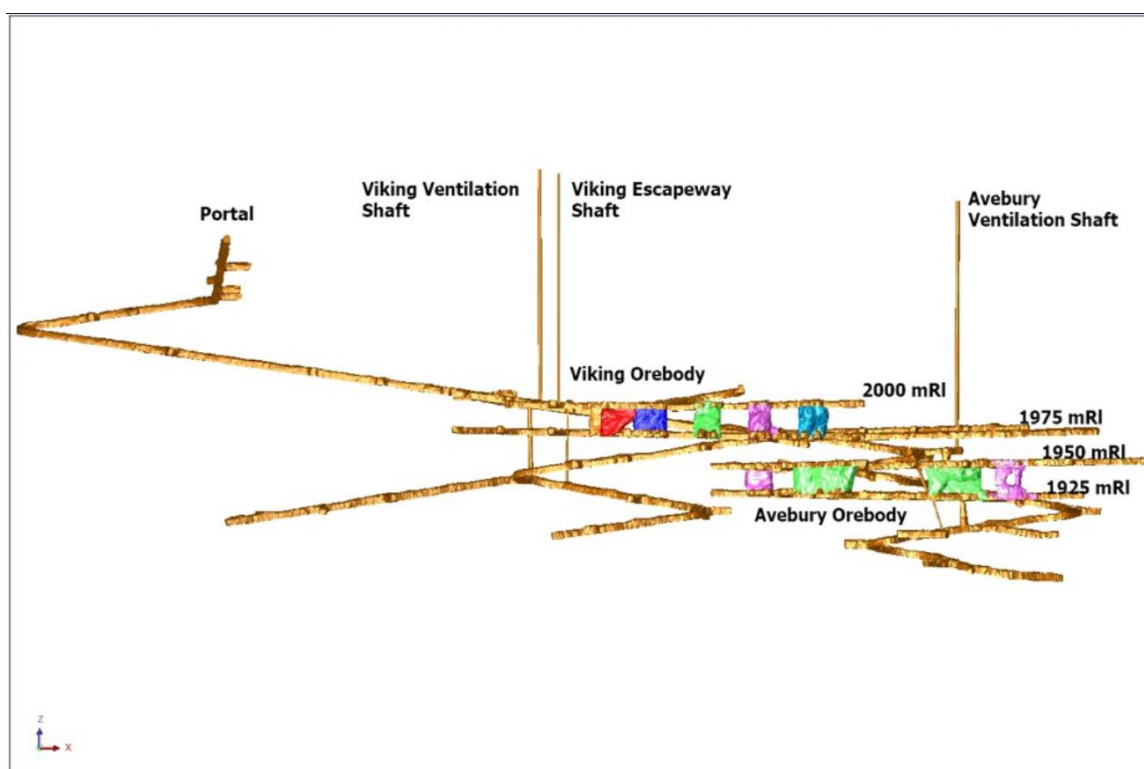 Viking Ventilation
Shaft
Viking Escapeway
Shaft
Avebury
Ventilation Shaft
Portal
Viking Orebody
2000 mRl
1975 mRl
1950 mRl
1925 mRl
Avebury Orebody
Z
X